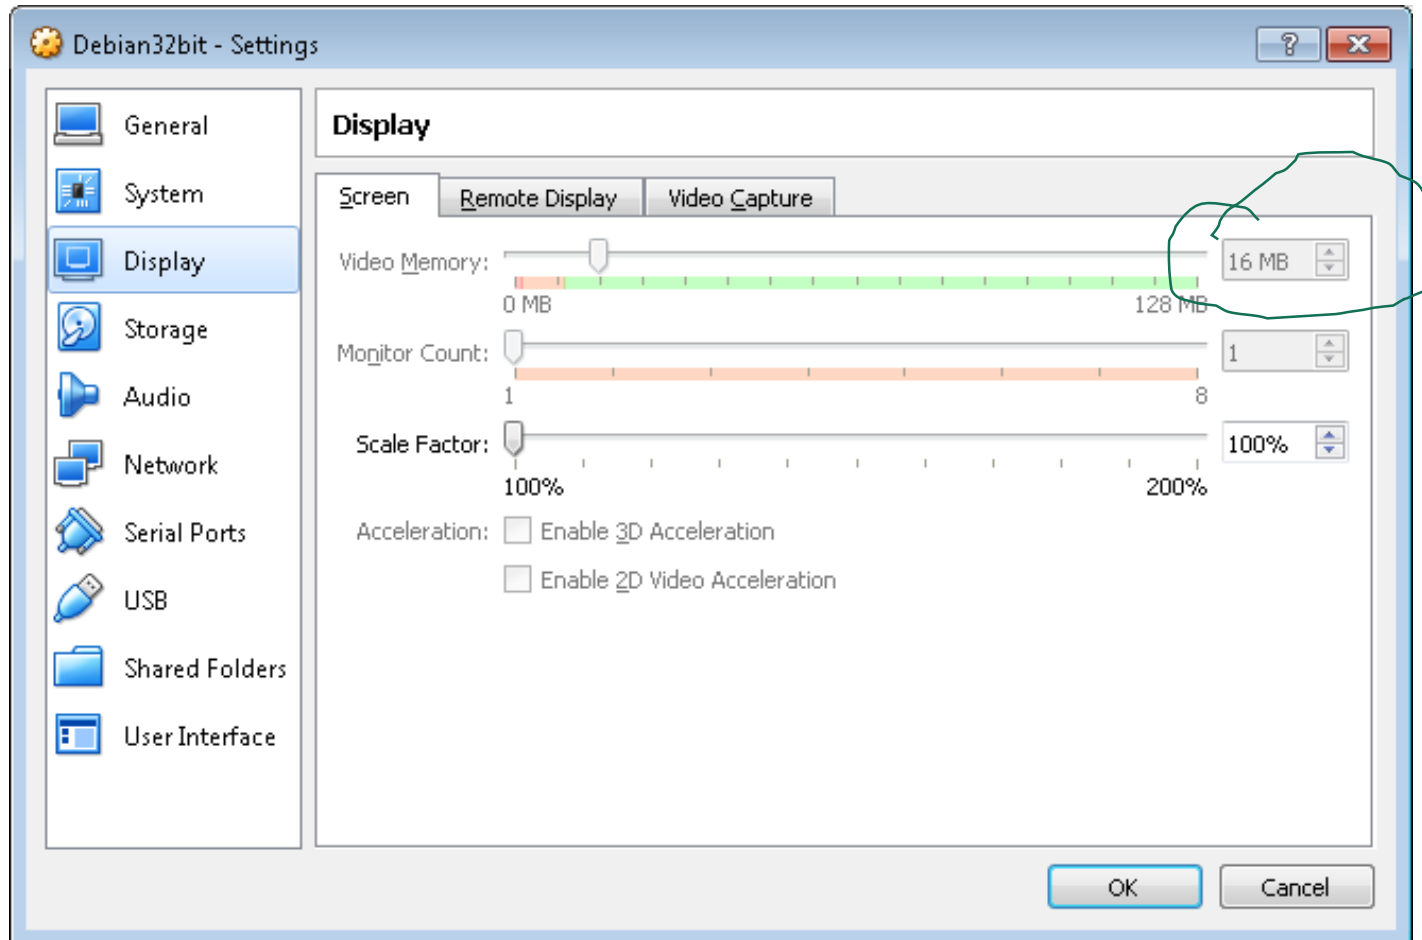 Debian32bit - Settings
General
System
Display
Storage
Audio
Network
Serial Ports
USB
Shared Folders
User Interface
Display
Screen
Remote Display
Video Capture
Video Memory:
16 MB
0 MB
128 MB
Monitor Count:
1
1
8
Scale Factor:
100%
100%
200%
Acceleration:
Enable 3D Acceleration
Enable 2D Video Acceleration
OK
Cancel